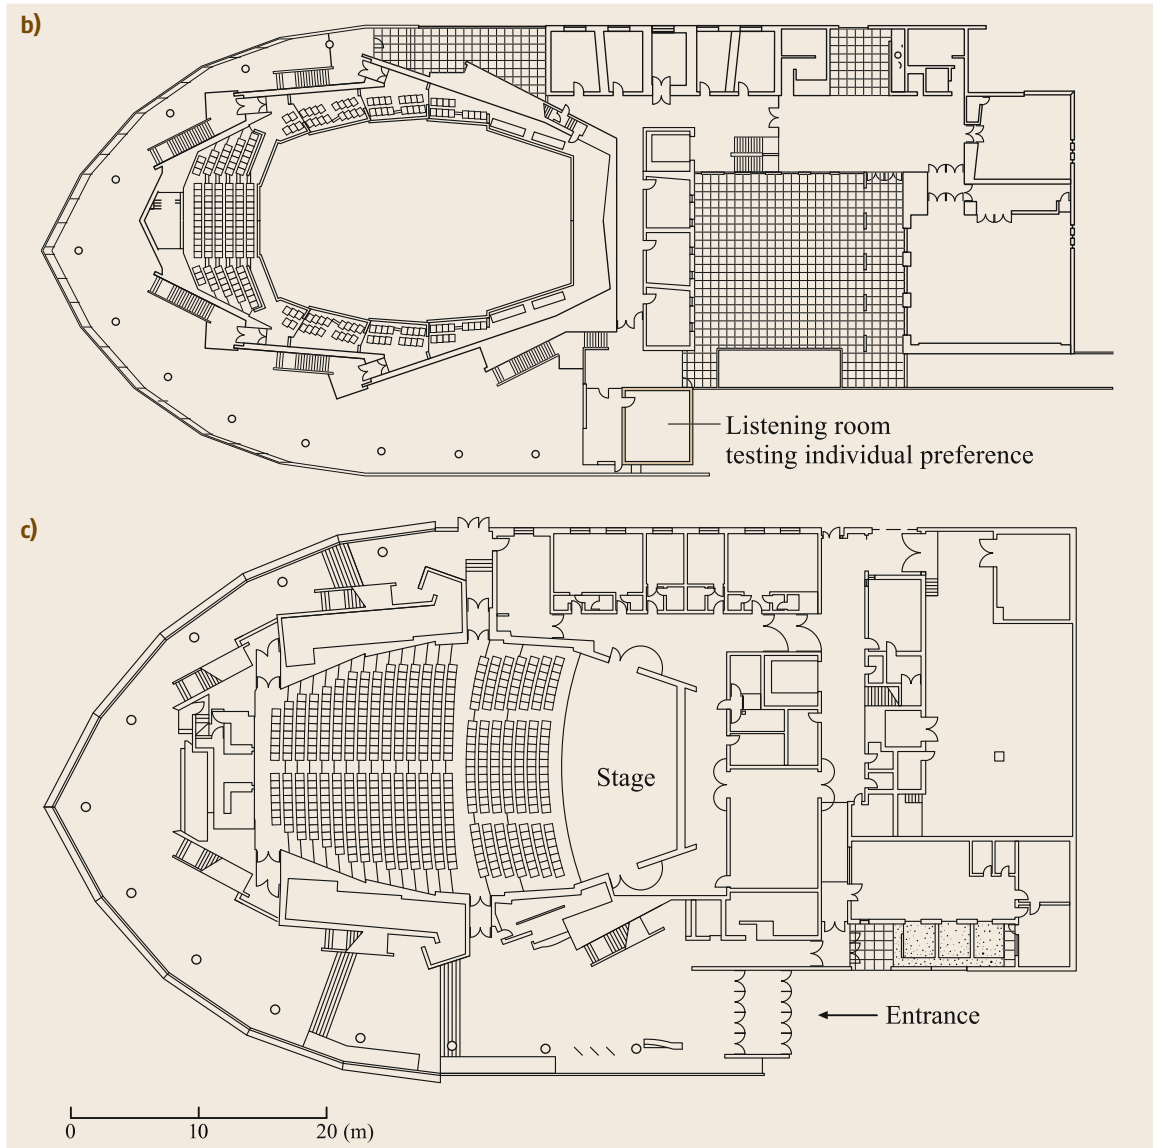 b)
Listening room
testing individual preference
c)
Stage
Entrance
0 10 20 (m)